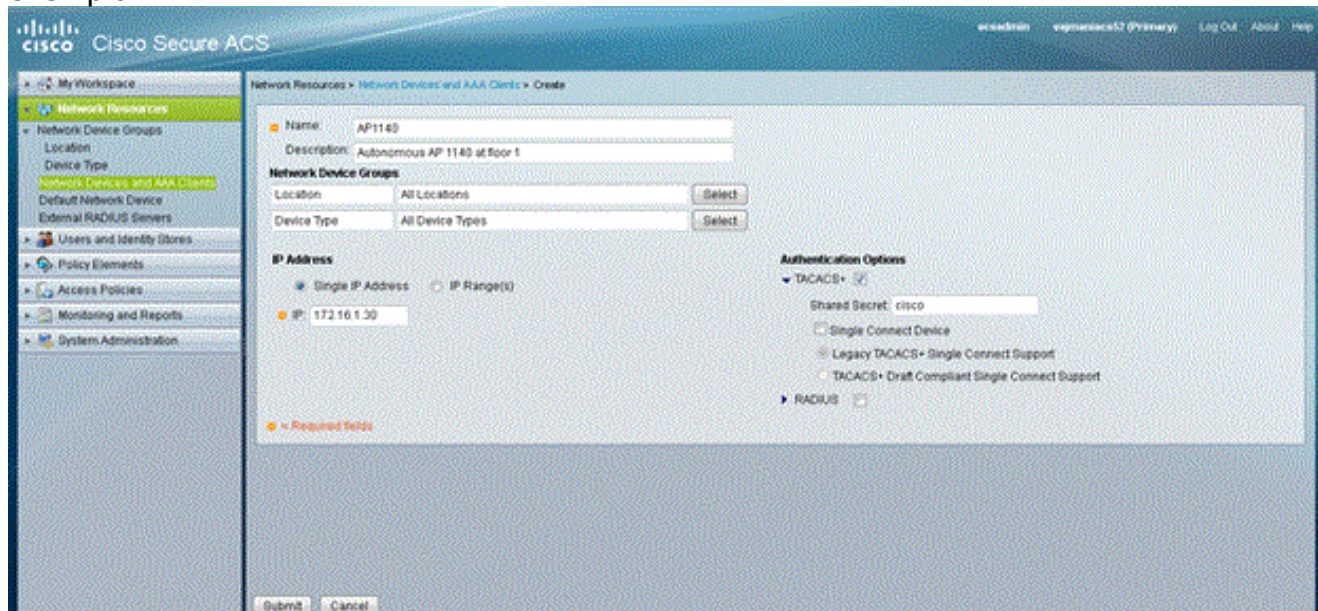 cisco Cisco Secure ACS
acsadmin (Primary) Log Out About Help
My Workspace
Network Resources
Network Device Groups
Location
Device Type
Network Devices and AAA Clients
Default Network Device
External RADIUS Servers
Users and Identity Stores
Policy Elements
Access Policies
Monitoring and Reports
System Administration
Network Resources > Network Devices and AAA Clients > Create
Name: AP1140
Description: Autonomous AP 1140 at floor 1
Network Device Groups
Location All Locations Select
Device Type All Device Types Select
IP Address
Single IP Address IP Range(s)
IP: 172.16.1.30
Authentication Options
TACACS+
Shared Secret: cisco
Single Connect Device
Legacy TACACS+ Single Connect Support
TACACS+ Draft Compliant Single Connect Support
RADIUS
= Required fields
Submit Cancel